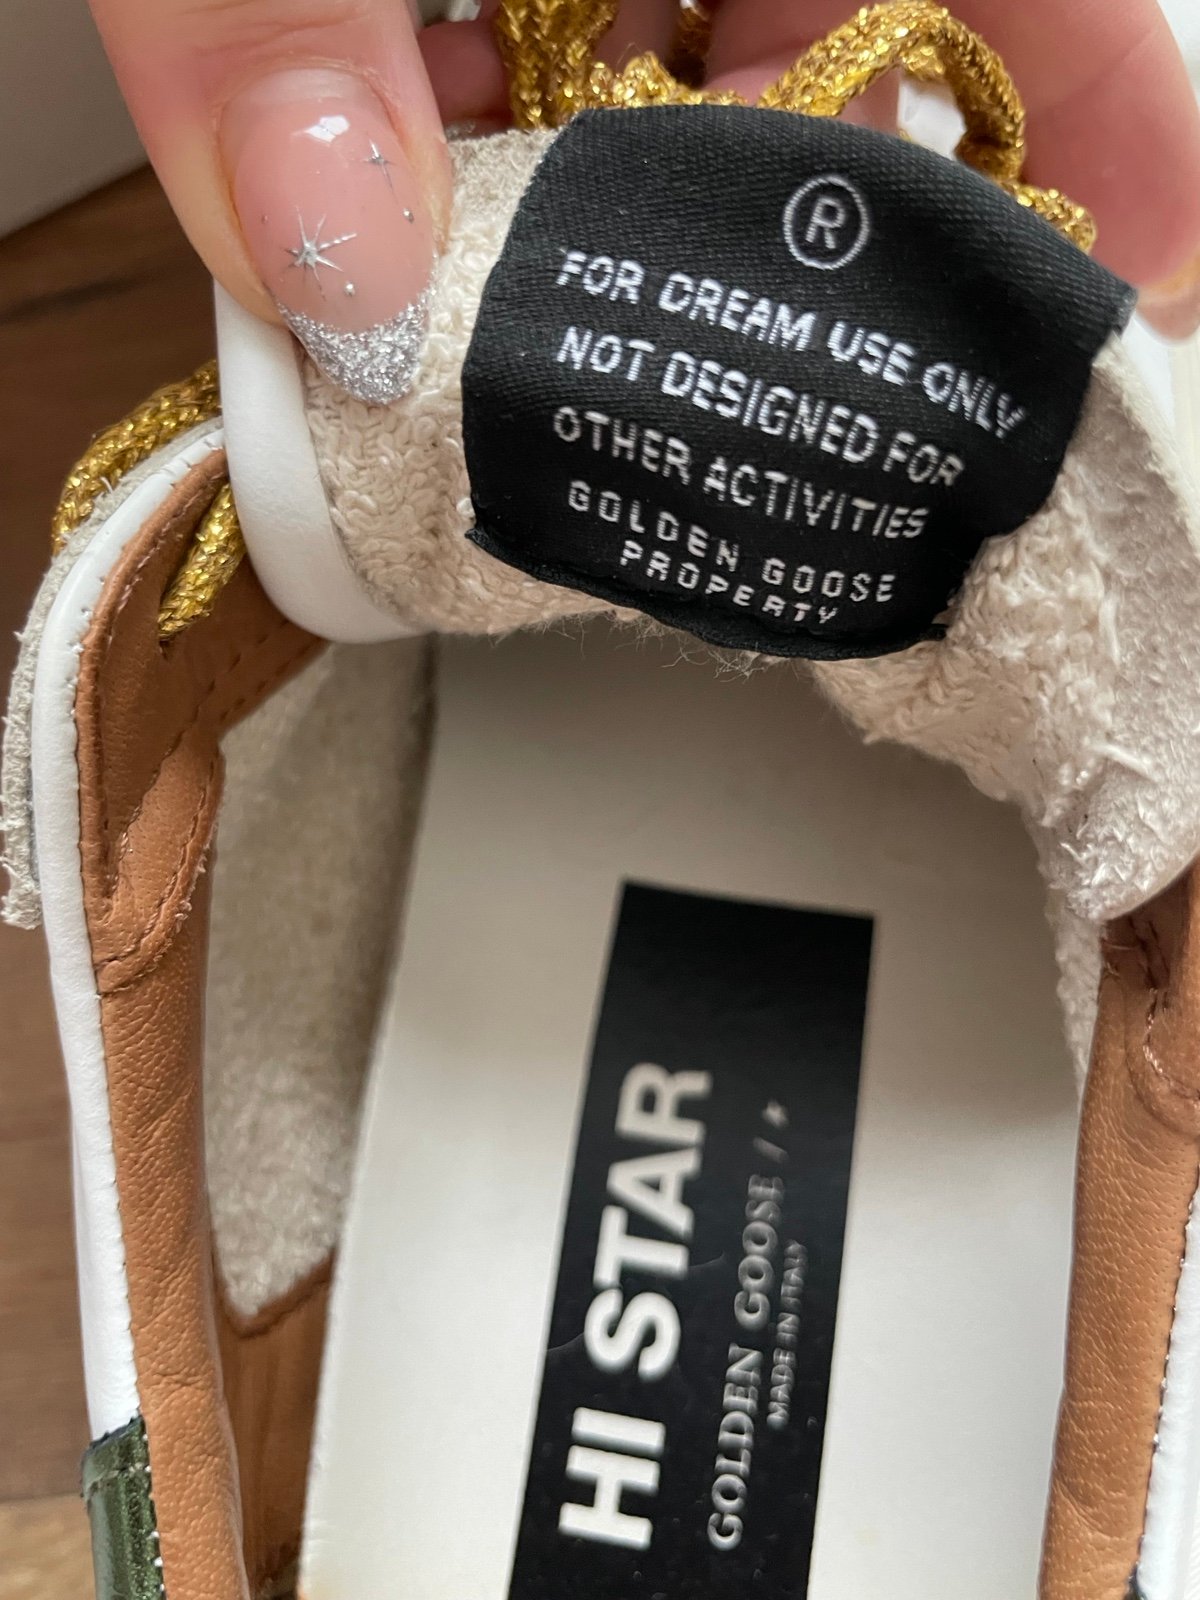 ®
FOR DREAM USE ONLY
NOT DESIGNED FOR
OTHER ACTIVITIES
GOLDEN GOOSE
PROPERTY
HI STAR
GOLDEN GOOSE / ★
MADE IN ITALY